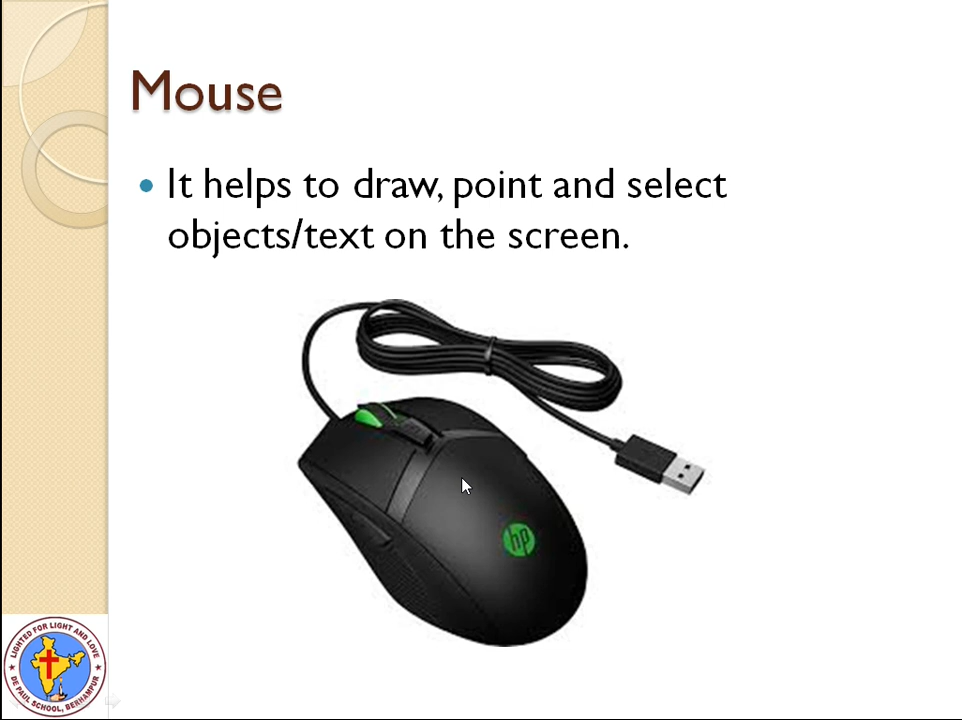 Mouse
• It helps to draw, point and select
objects/text on the screen.
hp
LIGHTED FOR LIGHT AND LOVE
DE PAUL SCHOOL, BERHAMPUR